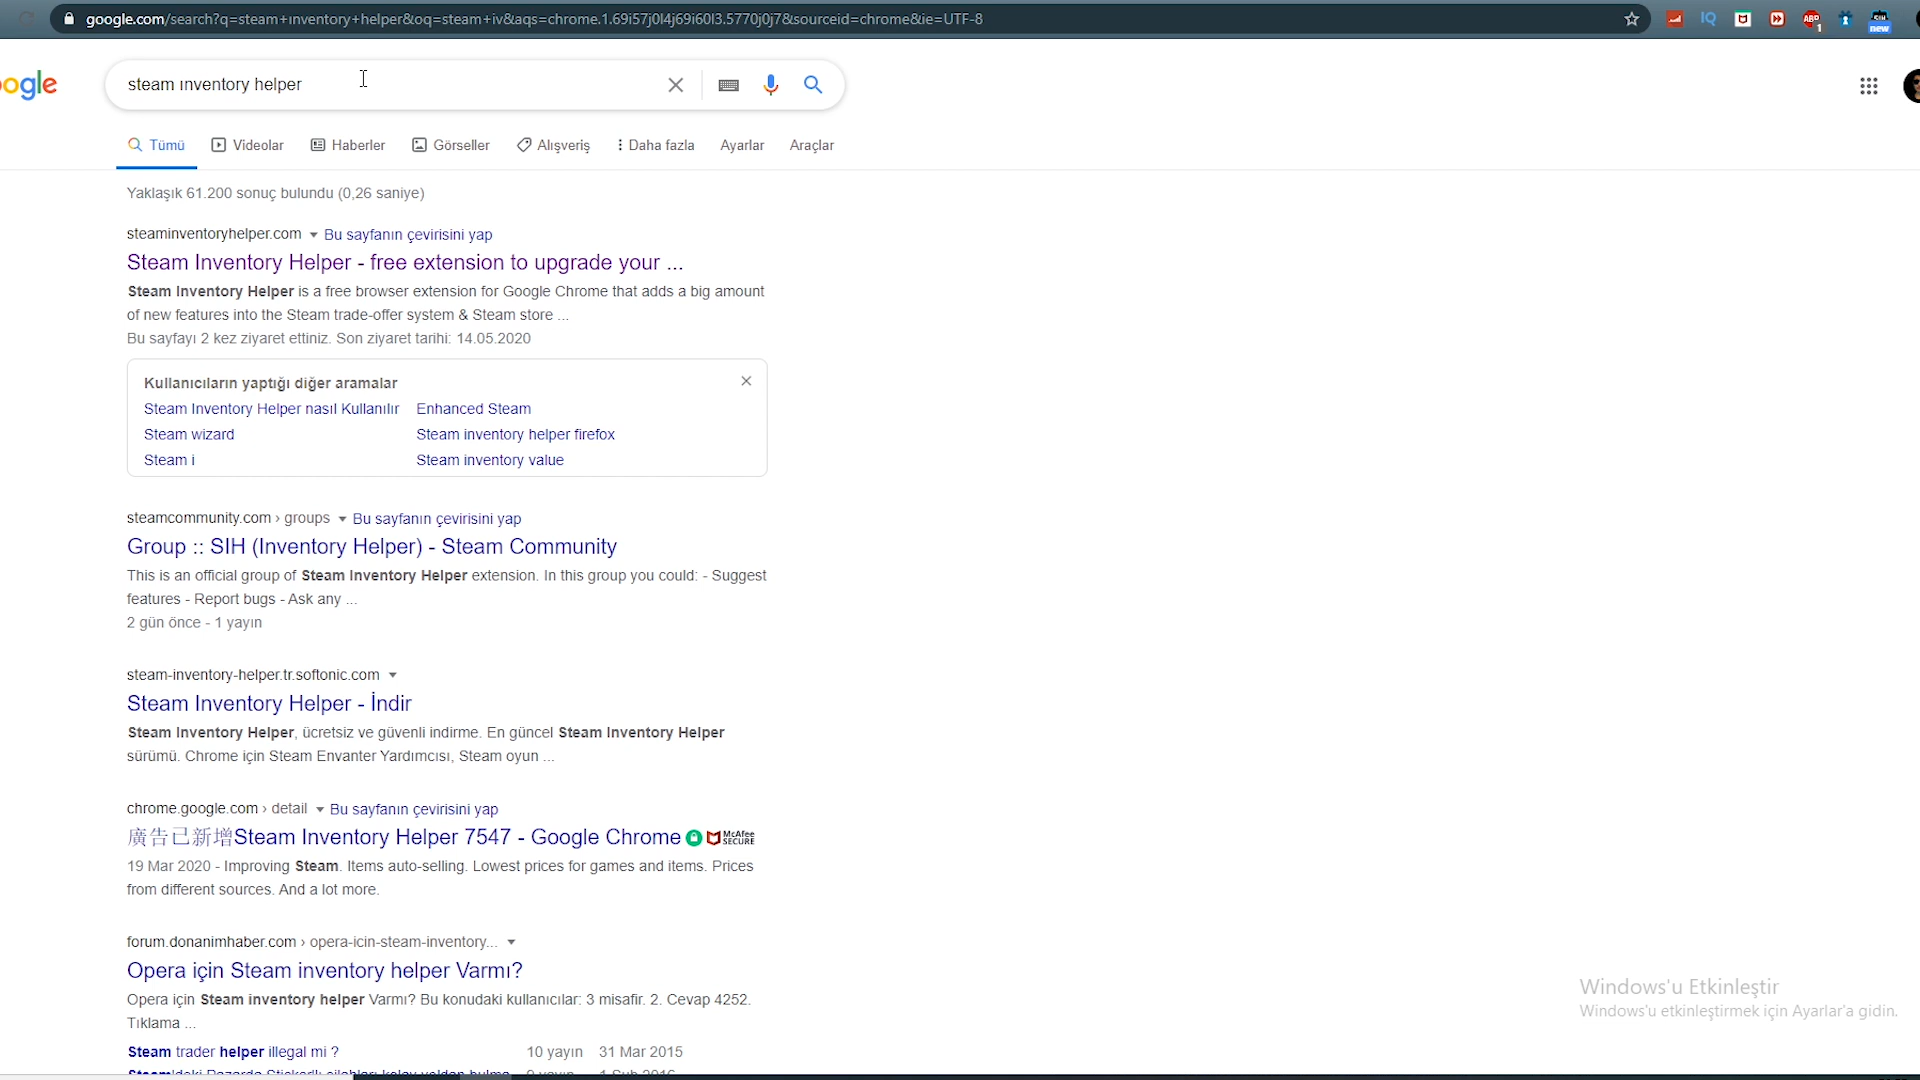 google.com/search?q=steam+ınventory+helper&oq=steam+iv&aqs=chrome.1.69i57j0l4j69i60l3.5770j0j7&sourceid=chrome&ie=UTF-8
IQ
ABP
1
new
ogle
steam ınventory helper
Tümü Videolar Haberler Görseller Alışveriş Daha fazla Ayarlar Araçlar
Yaklaşık 61.200 sonuç bulundu (0,26 saniye)
steaminventoryhelper.com Bu sayfanın çevirisini yap
Steam Inventory Helper - free extension to upgrade your ...
Steam Inventory Helper is a free browser extension for Google Chrome that adds a big amount
of new features into the Steam trade-offer system & Steam store ...
Bu sayfayı 2 kez ziyaret ettiniz. Son ziyaret tarihi: 14.05.2020
Kullanıcıların yaptığı diğer aramalar
Steam Inventory Helper nasıl Kullanılır Enhanced Steam
Steam wizard Steam inventory helper firefox
Steam i Steam inventory value
steamcommunity.com › groups Bu sayfanın çevirisini yap
Group :: SIH (Inventory Helper) - Steam Community
This is an official group of Steam Inventory Helper extension. In this group you could: - Suggest
features - Report bugs - Ask any ...
2 gün önce - 1 yayın
steam-inventory-helper.tr.softonic.com
Steam Inventory Helper - İndir
Steam Inventory Helper, ücretsiz ve güvenli indirme. En güncel Steam Inventory Helper
sürümü. Chrome için Steam Envanter Yardımcısı, Steam oyun ...
chrome.google.com › detail Bu sayfanın çevirisini yap
廣告已新增Steam Inventory Helper 7547 - Google Chrome McAfee SECURE
19 Mar 2020 - Improving Steam. Items auto-selling. Lowest prices for games and items. Prices
from different sources. And a lot more.
forum.donanimhaber.com › opera-icin-steam-inventory...
Opera için Steam inventory helper Varmı?
Opera için Steam inventory helper Varmı? Bu konudaki kullanıcılar: 3 misafir. 2. Cevap 4252.
Tıklama ...
Steam trader helper illegal mi ? 10 yayın 31 Mar 2015
Windows'u Etkinleştir
Windows'u etkinleştirmek için Ayarlar'a gidin.